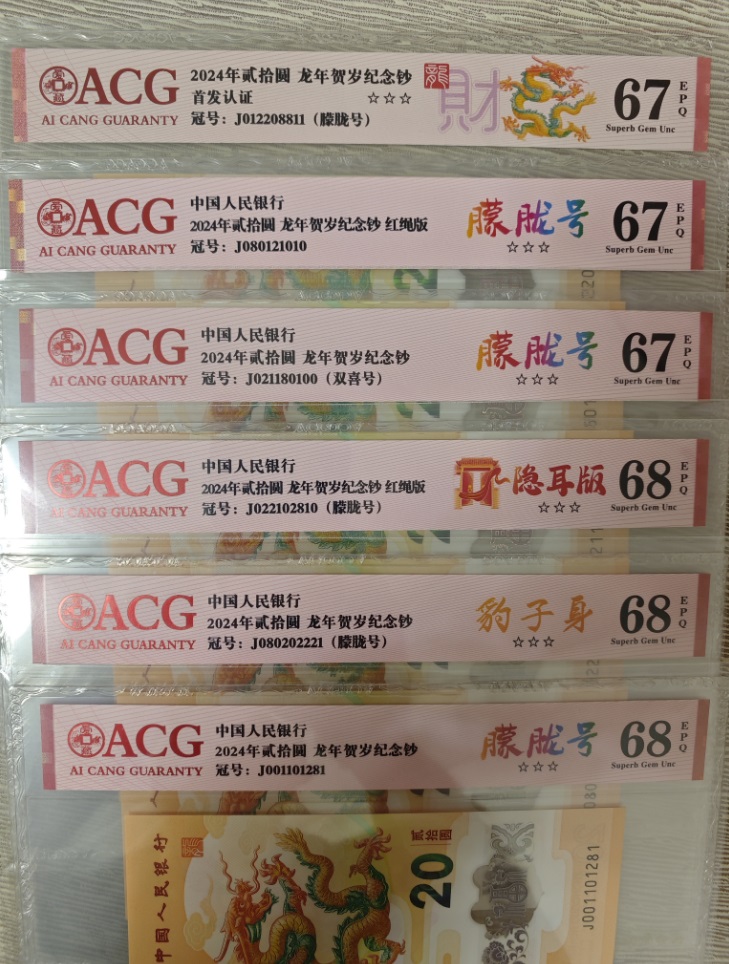 ACG
AI CANG GUARANTY
2024年贰拾圆 龙年贺岁纪念钞
首发认证 ☆☆☆
冠号：J012208811（朦胧号）
龍
財
67
EPQ
Superb Gem Unc
ACG
AI CANG GUARANTY
中国人民银行
2024年贰拾圆 龙年贺岁纪念钞 红绳版
冠号：J080121010
朦胧号
☆☆☆
67
EPQ
Superb Gem Unc
ACG
AI CANG GUARANTY
中国人民银行
2024年贰拾圆 龙年贺岁纪念钞
冠号：J021180100（双喜号）
朦胧号
☆☆☆
67
EPQ
Superb Gem Unc
ACG
AI CANG GUARANTY
中国人民银行
2024年贰拾圆 龙年贺岁纪念钞 红绳版
冠号：J022102810（朦胧号）
隐耳版
☆☆☆
68
EPQ
Superb Gem Unc
ACG
AI CANG GUARANTY
中国人民银行
2024年贰拾圆 龙年贺岁纪念钞
冠号：J080202221（朦胧号）
豹子身
☆☆☆
68
EPQ
Superb Gem Unc
ACG
AI CANG GUARANTY
中国人民银行
2024年贰拾圆 龙年贺岁纪念钞
冠号：J001101281
朦胧号
☆☆☆
68
EPQ
Superb Gem Unc
中国人民银行
贰拾圆
20
J001101281